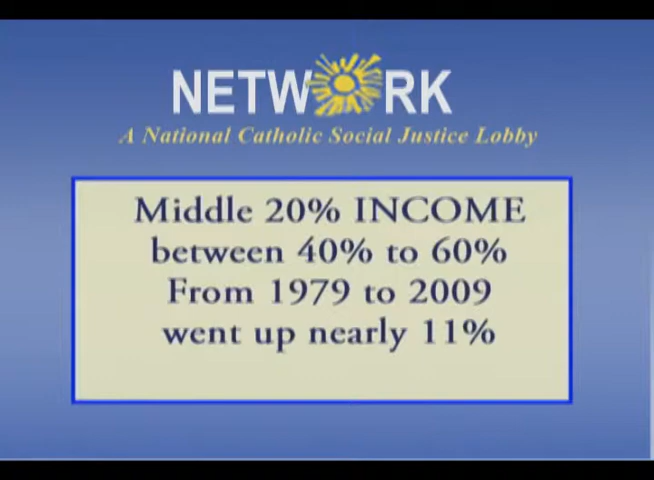 NETWORK
A National Catholic Social Justice Lobby
Middle 20% INCOME
between 40% to 60%
From 1979 to 2009
went up nearly 11%